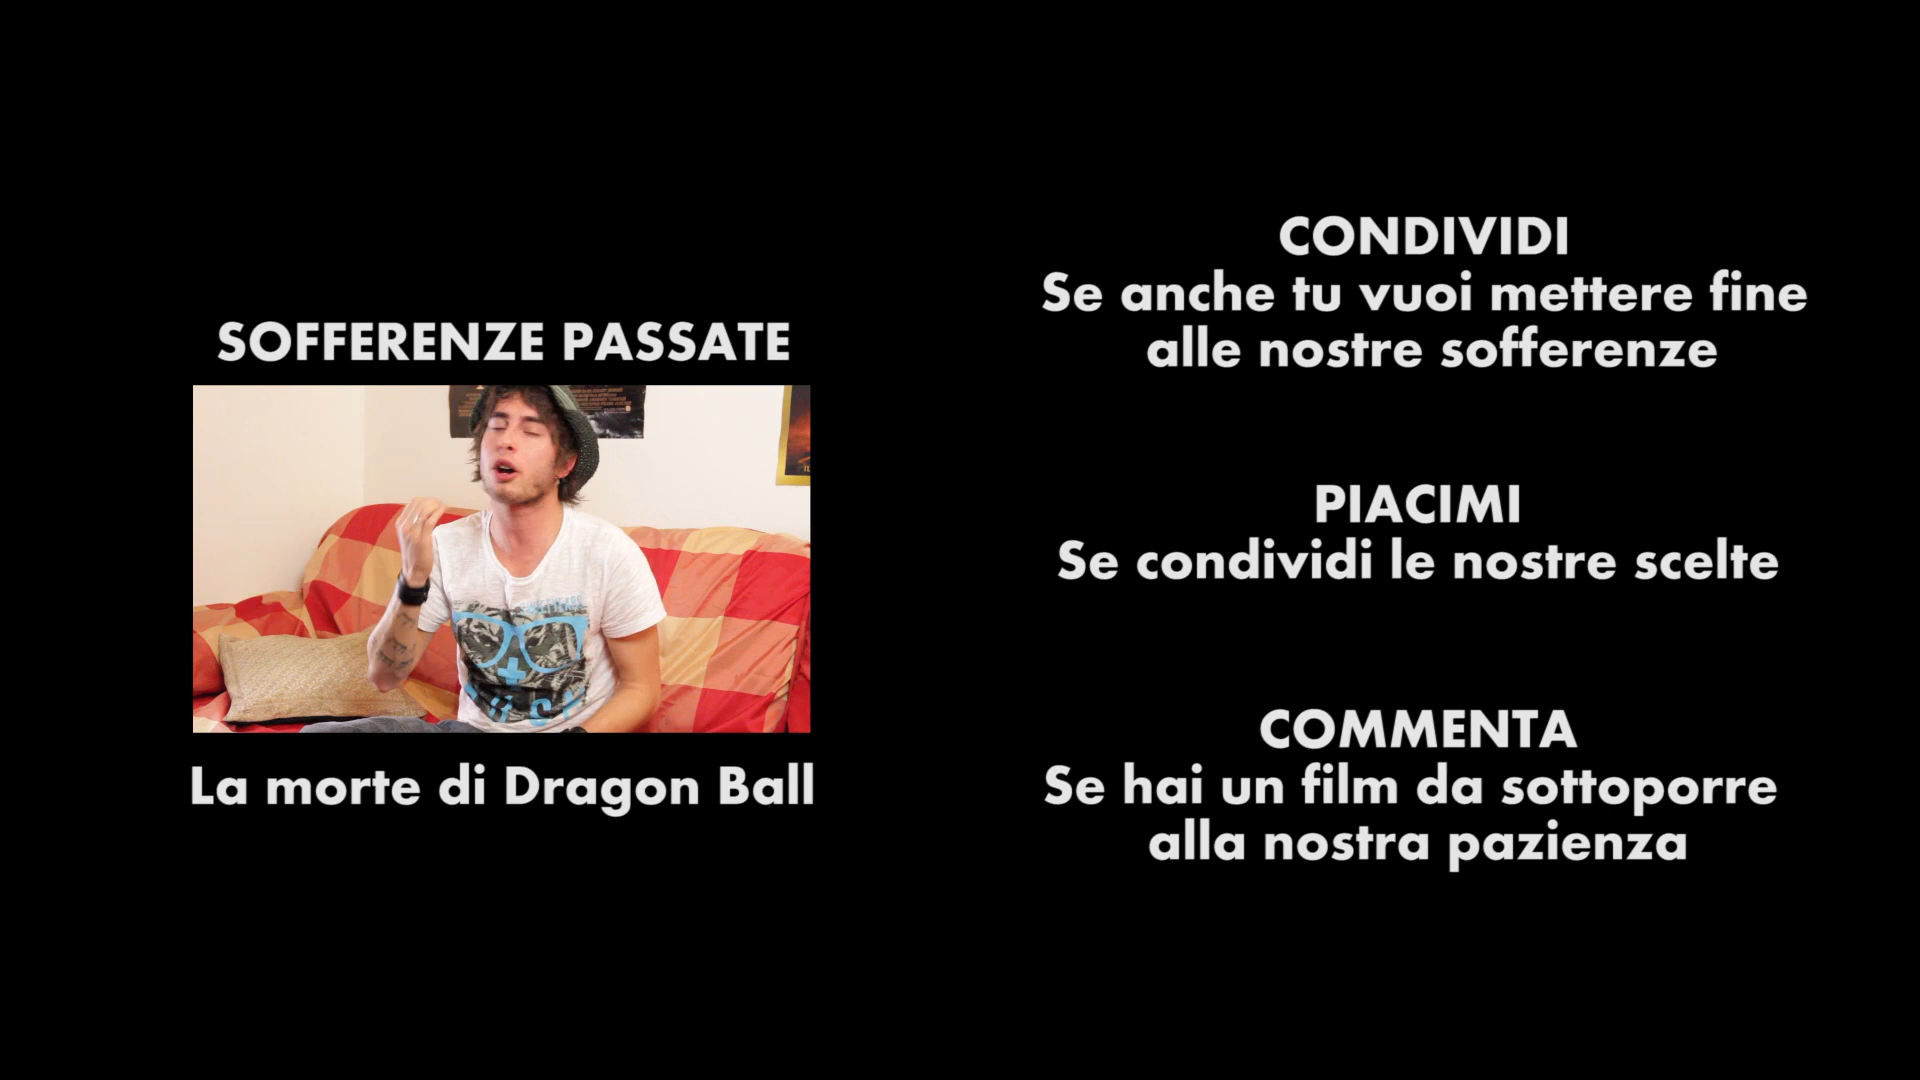 SOFFERENZE PASSATE
La morte di Dragon Ball
CONDIVIDI
Se anche tu vuoi mettere fine
alle nostre sofferenze
PIACIMI
Se condividi le nostre scelte
COMMENTA
Se hai un film da sottoporre
alla nostra pazienza